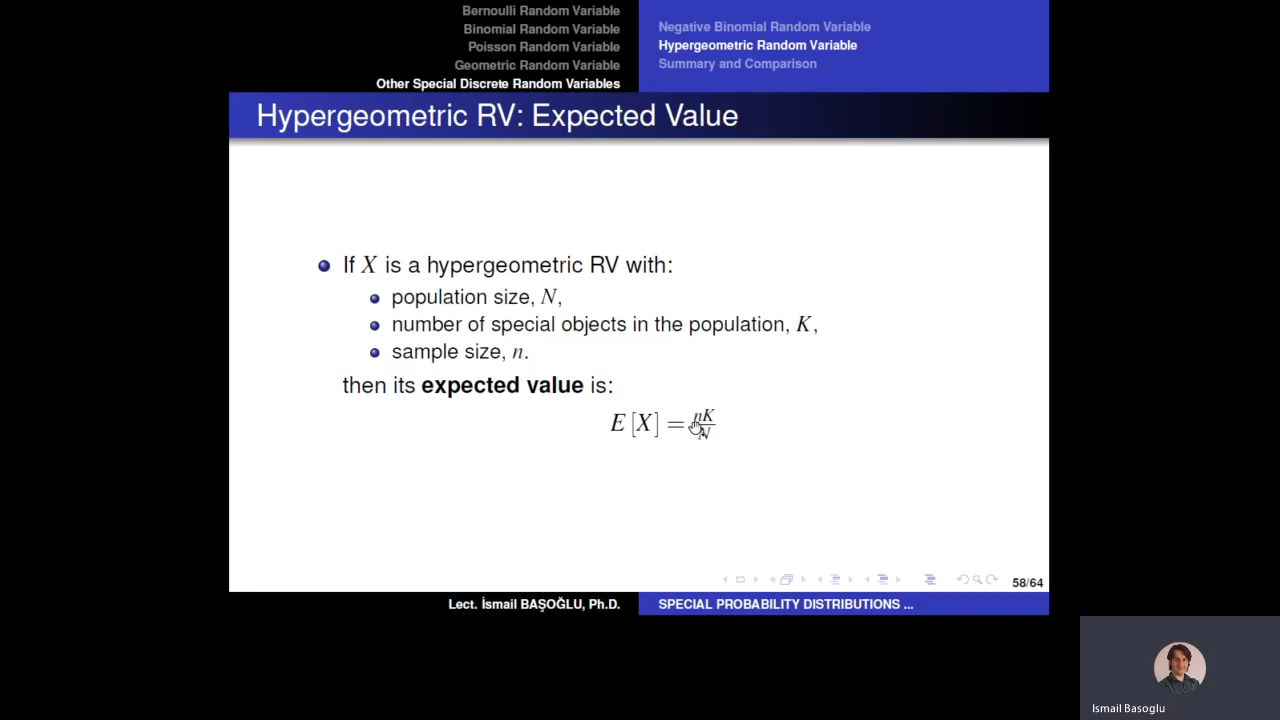 Bernoulli Random Variable
Binomial Random Variable
Poisson Random Variable
Geometric Random Variable
Other Special Discrete Random Variables
Negative Binomial Random Variable
Hypergeometric Random Variable
Summary and Comparison
Hypergeometric RV: Expected Value
If X is a hypergeometric RV with:
population size, N,
number of special objects in the population, K,
sample size, n.
then its expected value is:
E [X] = nK/N
58/64
Lect. İsmail BAŞOĞLU, Ph.D.
SPECIAL PROBABILITY DISTRIBUTIONS ...
Ismail Basoglu